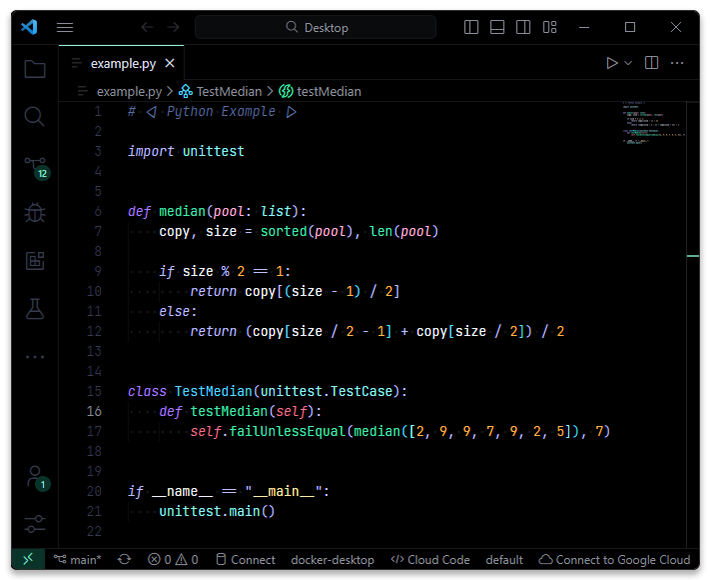 Desktop
example.py
example.py > TestMedian > testMedian
1 # ◁ Python Example ▷
2
3 import unittest
4
5
6 def median(pool: list):
7 copy, size = sorted(pool), len(pool)
8
9 if size % 2 == 1:
10 return copy[(size - 1) / 2]
11 else:
12 return (copy[size / 2 - 1] + copy[size / 2]) / 2
13
14
15 class TestMedian(unittest.TestCase):
16 def testMedian(self):
17 self.failUnlessEqual(median([2, 9, 9, 7, 9, 2, 5]), 7)
18
19
20 if __name__ == "__main__":
21 unittest.main()
22
12
1
main* 0 0 Connect docker-desktop Cloud Code default Connect to Google Cloud